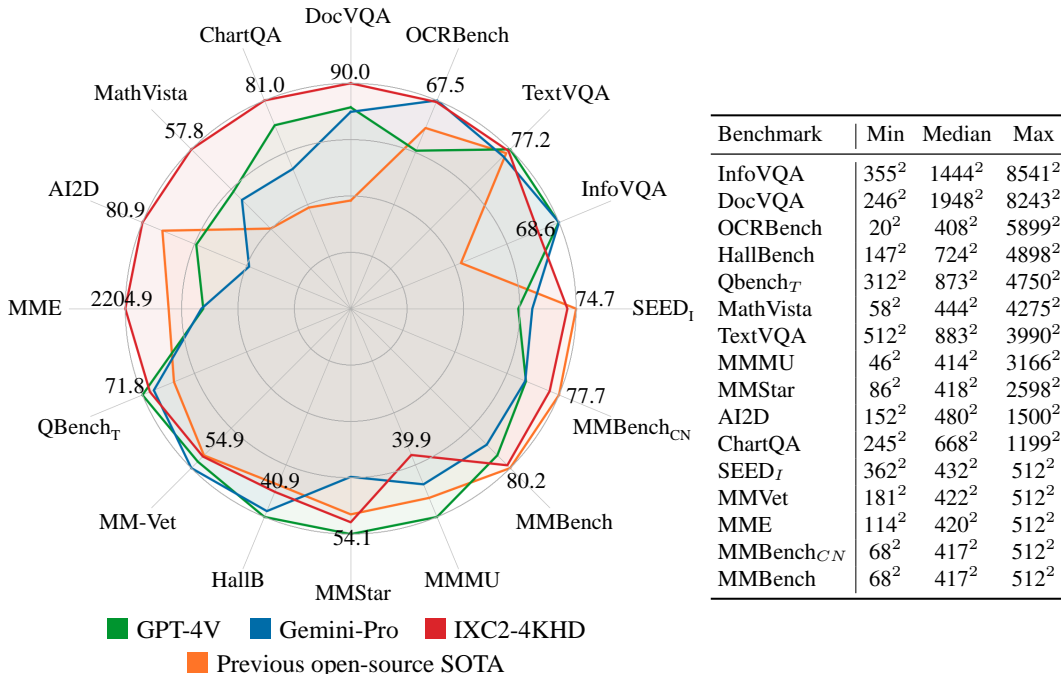 DocVQA
ChartQA
OCRBench
90.0
81.0
67.5
MathVista
TextVQA
57.8
77.2
AI2D
InfoVQA
80.9
68.6
MME
2204.9
74.7
SEED_I
71.8
77.7
QBench_T
MMBench_CN
54.9
39.9
40.9
80.2
MM-Vet
MMBench
54.1
HallB
MMMU
MMStar
GPT-4V Gemini-Pro IXC2-4KHD
Previous open-source SOTA
Benchmark Min Median Max
InfoVQA 355² 1444² 8541²
DocVQA 246² 1948² 8243²
OCRBench 20² 408² 5899²
HallBench 147² 724² 4898²
Qbench_T 312² 873² 4750²
MathVista 58² 444² 4275²
TextVQA 512² 883² 3990²
MMMU 46² 414² 3166²
MMStar 86² 418² 2598²
AI2D 152² 480² 1500²
ChartQA 245² 668² 1199²
SEED_I 362² 432² 512²
MMVet 181² 422² 512²
MME 114² 420² 512²
MMBench_CN 68² 417² 512²
MMBench 68² 417² 512²